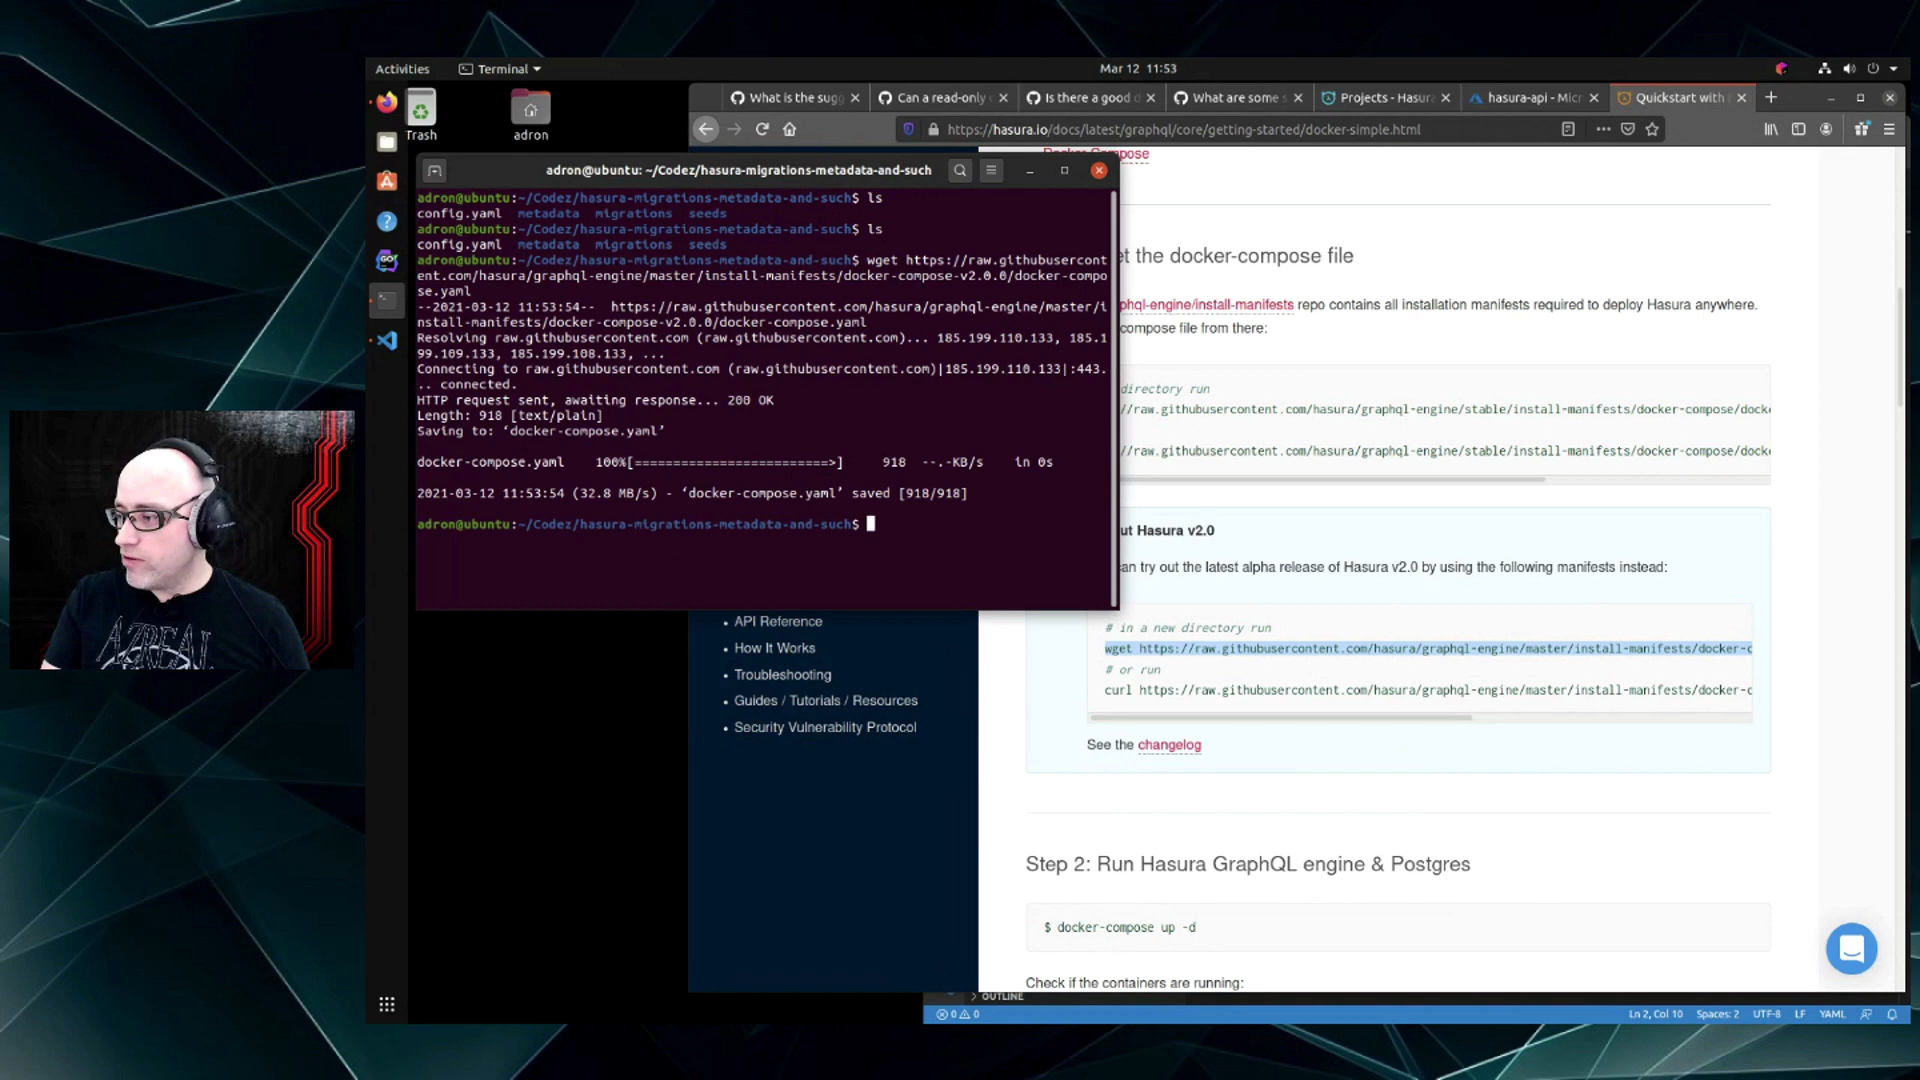 Activities
Terminal
Mar 12 11:53
Trash
adron
What is the sugg
Can a read-only
Is there a good
What are some s
Projects - Hasura
hasura-api - Micr
Quickstart with
https://hasura.io/docs/latest/graphql/core/getting-started/docker-simple.html
adron@ubuntu: ~/Codez/hasura-migrations-metadata-and-such
adron@ubuntu:~/Codez/hasura-migrations-metadata-and-such$ ls
config.yaml metadata migrations seeds
adron@ubuntu:~/Codez/hasura-migrations-metadata-and-such$ ls
config.yaml metadata migrations seeds
adron@ubuntu:~/Codez/hasura-migrations-metadata-and-such$ wget https://raw.githubusercont
ent.com/hasura/graphql-engine/master/install-manifests/docker-compose-v2.0.0/docker-compo
se.yaml
--2021-03-12 11:53:54-- https://raw.githubusercontent.com/hasura/graphql-engine/master/i
nstall-manifests/docker-compose-v2.0.0/docker-compose.yaml
Resolving raw.githubusercontent.com (raw.githubusercontent.com)... 185.199.110.133, 185.1
99.109.133, 185.199.108.133, ...
Connecting to raw.githubusercontent.com (raw.githubusercontent.com)|185.199.110.133|:443.
.. connected.
HTTP request sent, awaiting response... 200 OK
Length: 918 [text/plain]
Saving to: ‘docker-compose.yaml’
docker-compose.yaml 100%[=========================>] 918 --.-KB/s in 0s
2021-03-12 11:53:54 (32.8 MB/s) - ‘docker-compose.yaml’ saved [918/918]
adron@ubuntu:~/Codez/hasura-migrations-metadata-and-such$
AZREAL
API Reference
How It Works
Troubleshooting
Guides / Tutorials / Resources
Security Vulnerability Protocol
Docker Compose
et the docker-compose file
phql-engine/install-manifests repo contains all installation manifests required to deploy Hasura anywhere.
compose file from there:
directory run
//raw.githubusercontent.com/hasura/graphql-engine/stable/install-manifests/docker-compose/docke
//raw.githubusercontent.com/hasura/graphql-engine/stable/install-manifests/docker-compose/docke
ut Hasura v2.0
can try out the latest alpha release of Hasura v2.0 by using the following manifests instead:
# in a new directory run
wget https://raw.githubusercontent.com/hasura/graphql-engine/master/install-manifests/docker-c
# or run
curl https://raw.githubusercontent.com/hasura/graphql-engine/master/install-manifests/docker-c
See the changelog
Step 2: Run Hasura GraphQL engine & Postgres
$ docker-compose up -d
Check if the containers are running:
OUTLINE
0 0
Ln 2, Col 10 Spaces: 2 UTF-8 LF YAML